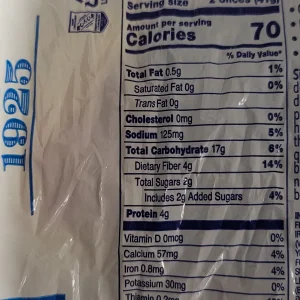 1925
Serving size 2 Slices
Amount per serving
Calories 70
% Daily Value*
Total Fat 0.5g 1%
Saturated Fat 0g 0%
Trans Fat 0g
Cholesterol 0mg 0%
Sodium 125mg 5%
Total Carbohydrate 17g 6%
Dietary Fiber 4g 14%
Total Sugars 2g
Includes 2g Added Sugars 4%
Protein 4g
Vitamin D 0mcg 0%
Calcium 57mg 4%
Iron 0.8mg 4%
Potassium 30mg 0%
Thiamin